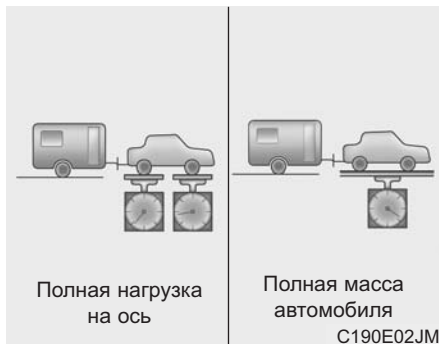 Полная нагрузка
на ось
Полная масса
автомобиля
C190E02JM